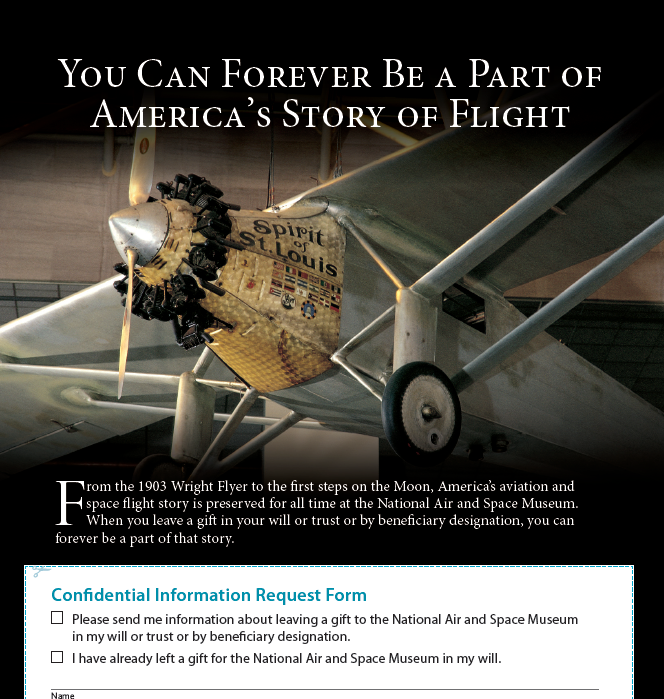 You Can Forever Be a Part of
America's Story of Flight
Spirit
of
St. Louis
From the 1903 Wright Flyer to the first steps on the Moon, America's aviation and
space flight story is preserved for all time at the National Air and Space Museum.
When you leave a gift in your will or trust or by beneficiary designation, you can
forever be a part of that story.
Confidential Information Request Form
Please send me information about leaving a gift to the National Air and Space Museum
in my will or trust or by beneficiary designation.
I have already left a gift for the National Air and Space Museum in my will.
Name